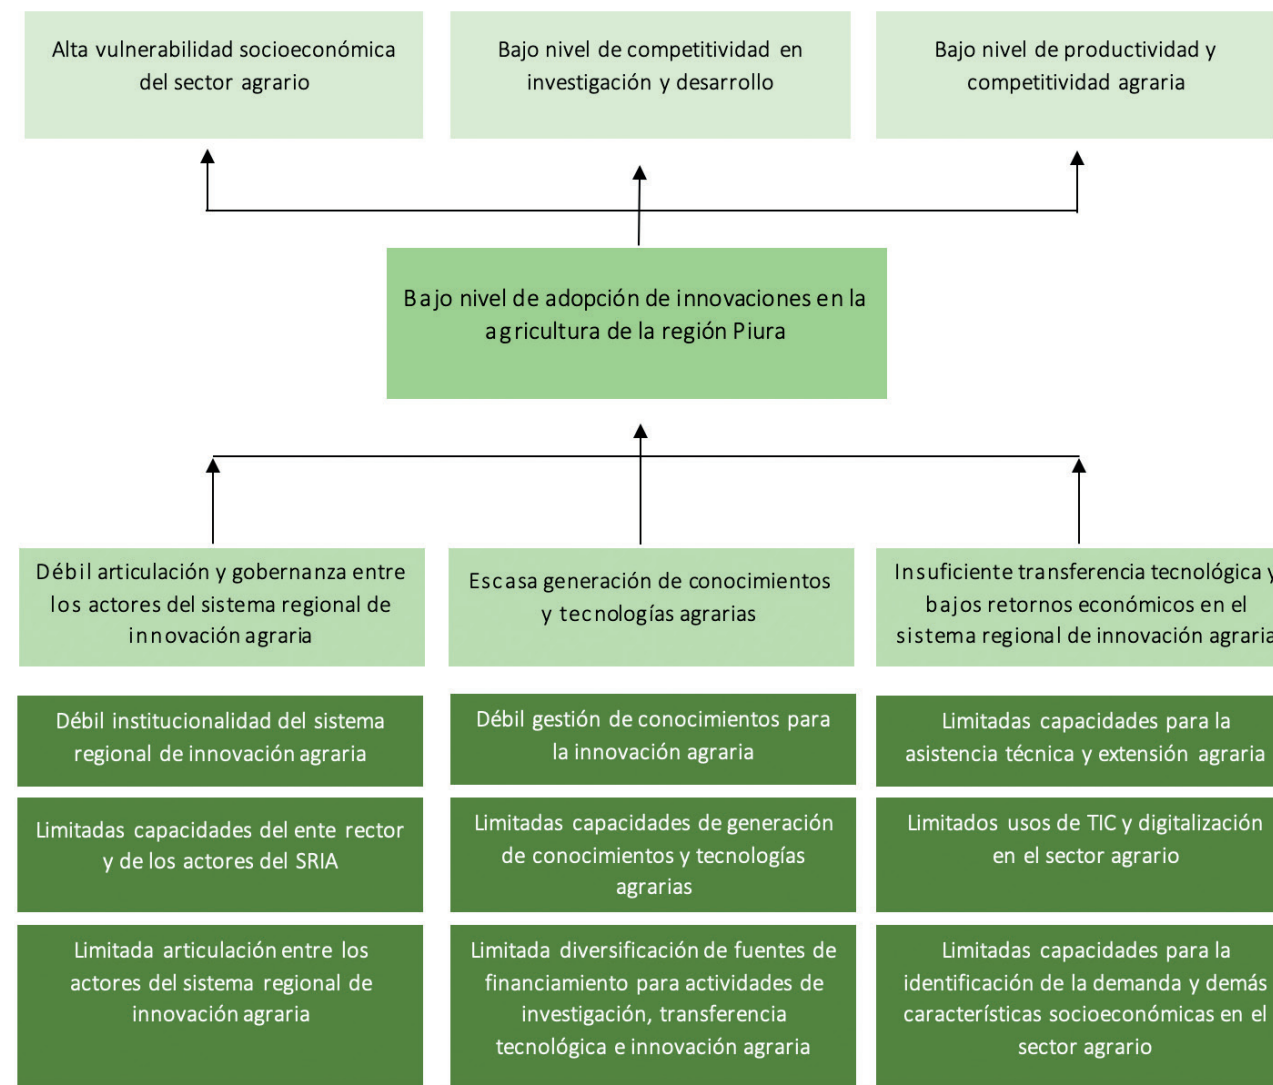 Alta vulnerabilidad socioeconómica
del sector agrario
Bajo nivel de competitividad en
investigación y desarrollo
Bajo nivel de productividad y
competitividad agraria
Bajo nivel de adopción de innovaciones en la
agricultura de la región Piura
Débil articulación y gobernanza entre
los actores del sistema regional de
innovación agraria
Escasa generación de conocimientos
y tecnologías agrarias
Insuficiente transferencia tecnológica y
bajos retornos económicos en el
sistema regional de innovación agraria
Débil institucionalidad del sistema
regional de innovación agraria
Débil gestión de conocimientos para
la innovación agraria
Limitadas capacidades para la
asistencia técnica y extensión agraria
Limitadas capacidades del ente rector
y de los actores del SRIA
Limitadas capacidades de generación
de conocimientos y tecnologías
agrarias
Limitados usos de TIC y digitalización
en el sector agrario
Limitada articulación entre los
actores del sistema regional de
innovación agraria
Limitada diversificación de fuentes de
financiamiento para actividades de
investigación, transferencia
tecnológica e innovación agraria
Limitadas capacidades para la
identificación de la demanda y demás
características socioeconómicas en el
sector agrario